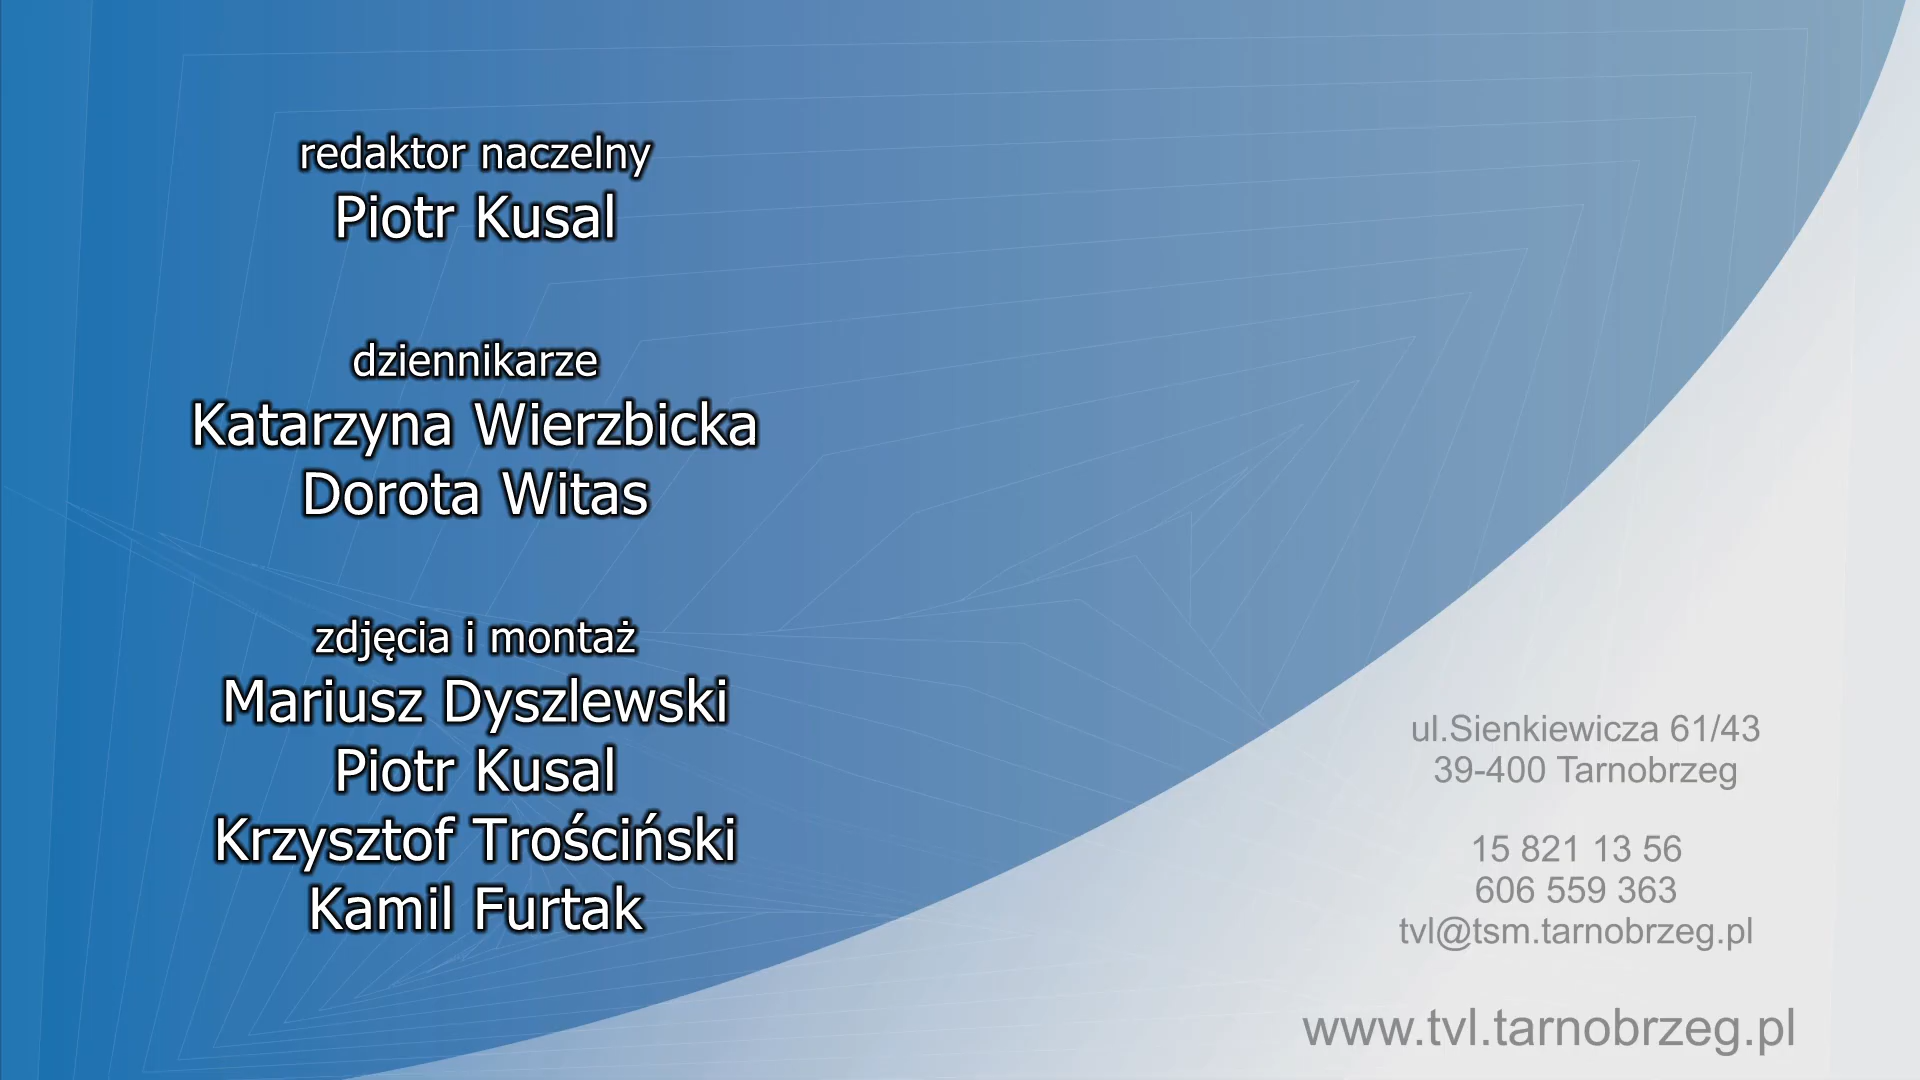 redaktor naczelny
Piotr Kusal
dziennikarze
Katarzyna Wierzbicka
Dorota Witas
zdjęcia i montaż
Mariusz Dyszlewski
Piotr Kusal
Krzysztof Trościński
Kamil Furtak
ul.Sienkiewicza 61/43
39-400 Tarnobrzeg
15 821 13 56
606 559 363
tvl@tsm.tarnobrzeg.pl
www.tvl.tarnobrzeg.pl